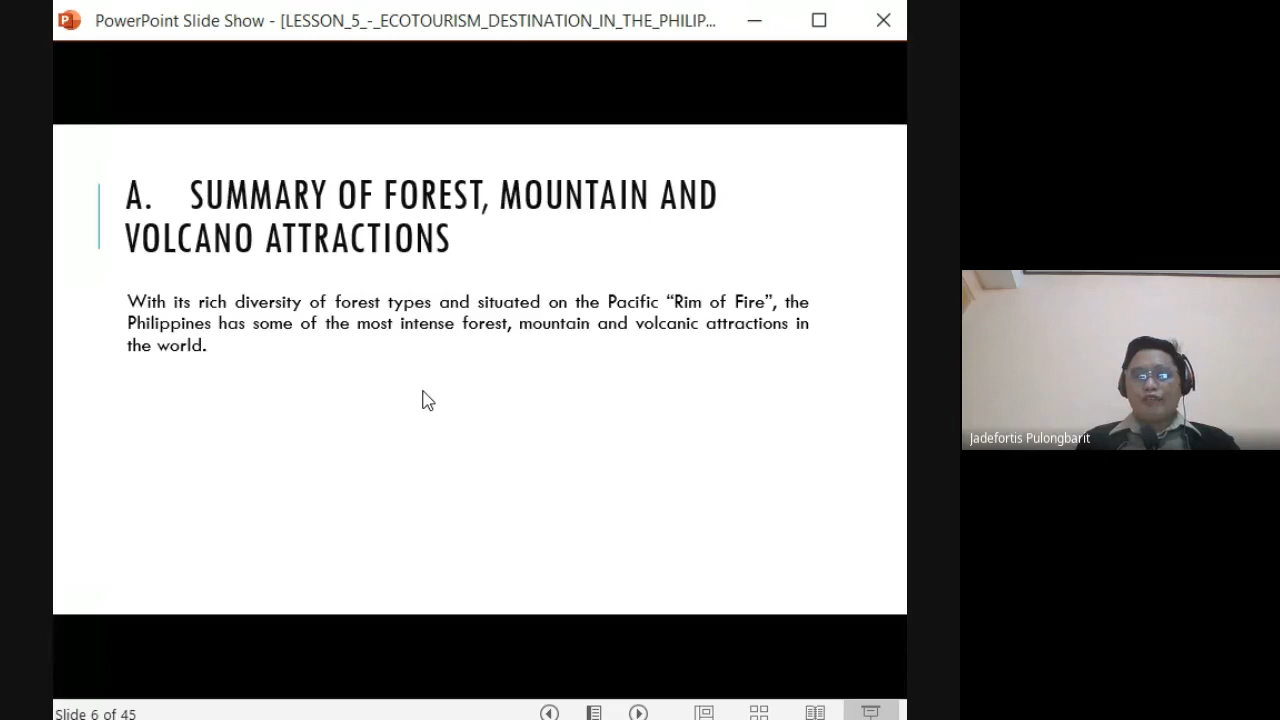 PowerPoint Slide Show - [LESSON_5_-_ECOTOURISM_DESTINATION_IN_THE_PHILIP...
A. SUMMARY OF FOREST, MOUNTAIN AND
VOLCANO ATTRACTIONS
With its rich diversity of forest types and situated on the Pacific “Rim of Fire”, the
Philippines has some of the most intense forest, mountain and volcanic attractions in
the world.
Jadefortis Pulongbarit
Slide 6 of 45